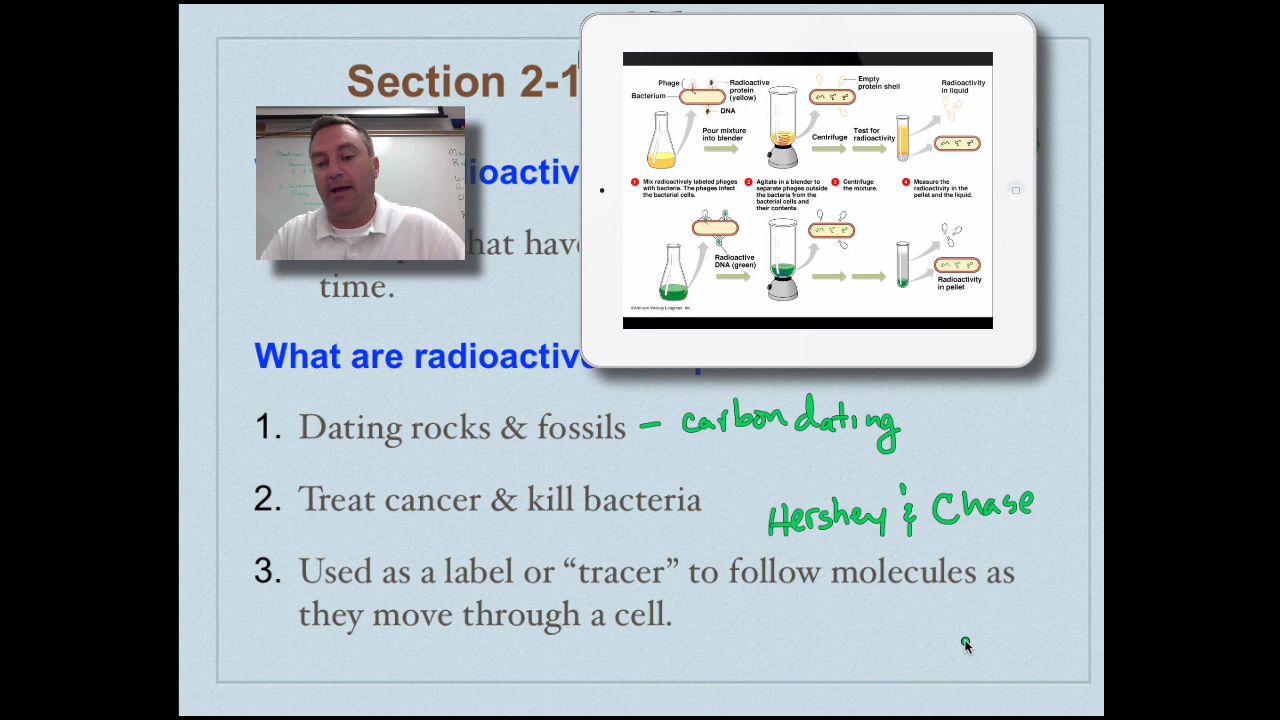 Section 2-1
radioactiv
that have
time.
What are radioactive
1. Dating rocks & fossils – carbon dating
2. Treat cancer & kill bacteria
Hershey & Chase
3. Used as a label or “tracer” to follow molecules as
they move through a cell.
Phage
Bacterium
Radioactive
protein
(yellow)
DNA
Empty
protein shell
Radioactivity
in liquid
Pour mixture
into blender
Centrifuge
Test for
radioactivity
1 Mix radioactively labeled phages
with bacteria. The phages infect
the bacterial cells.
2 Agitate in a blender to
separate phages outside
the bacteria from the
bacterial cells and
their contents.
3 Centrifuge
the mixture.
4 Measure the
radioactivity in the
pellet and the liquid.
Radioactive
DNA (green)
Radioactivity
in pellet
©Addison Wesley Longman, Inc.